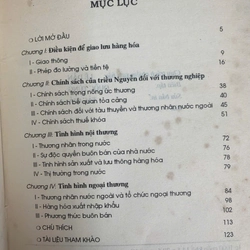 MỤC LỤC
❍ LỜI MỞ ĐẦU 5
Chương I: Điều kiện để giao lưu hàng hóa
I - Giao thông 9
II - Phép đo lường và tiền tệ 16
Chương II: Chính sách của triều Nguyễn đối với thương nghiệp
I - Chính sách trọng nông ức thương 38
II - Chính sách bế quan tỏa cảng 40
III - Chính sách đối với tàu thuyền và thương nhân nước ngoài 45
IV - Chính sách thuế khóa 51
Chương III: Tình hình nội thương
I - Thương nhân trong nước 72
II - Sự độc quyền buôn bán của nhà nước 76
III - Tình hình sản xuất và lưu thông hàng hóa 78
IV - Thị trường trong nước
Chương IV: Tình hình ngoại thương
I - Thương nhân nước ngoài và tổ chức ngoại thương 84
II - Hàng hóa xuất nhập khẩu 98
III - Phương thức buôn bán 102
❍ CHÚ THÍCH 113
❍ TÀI LIỆU THAM KHẢO 123